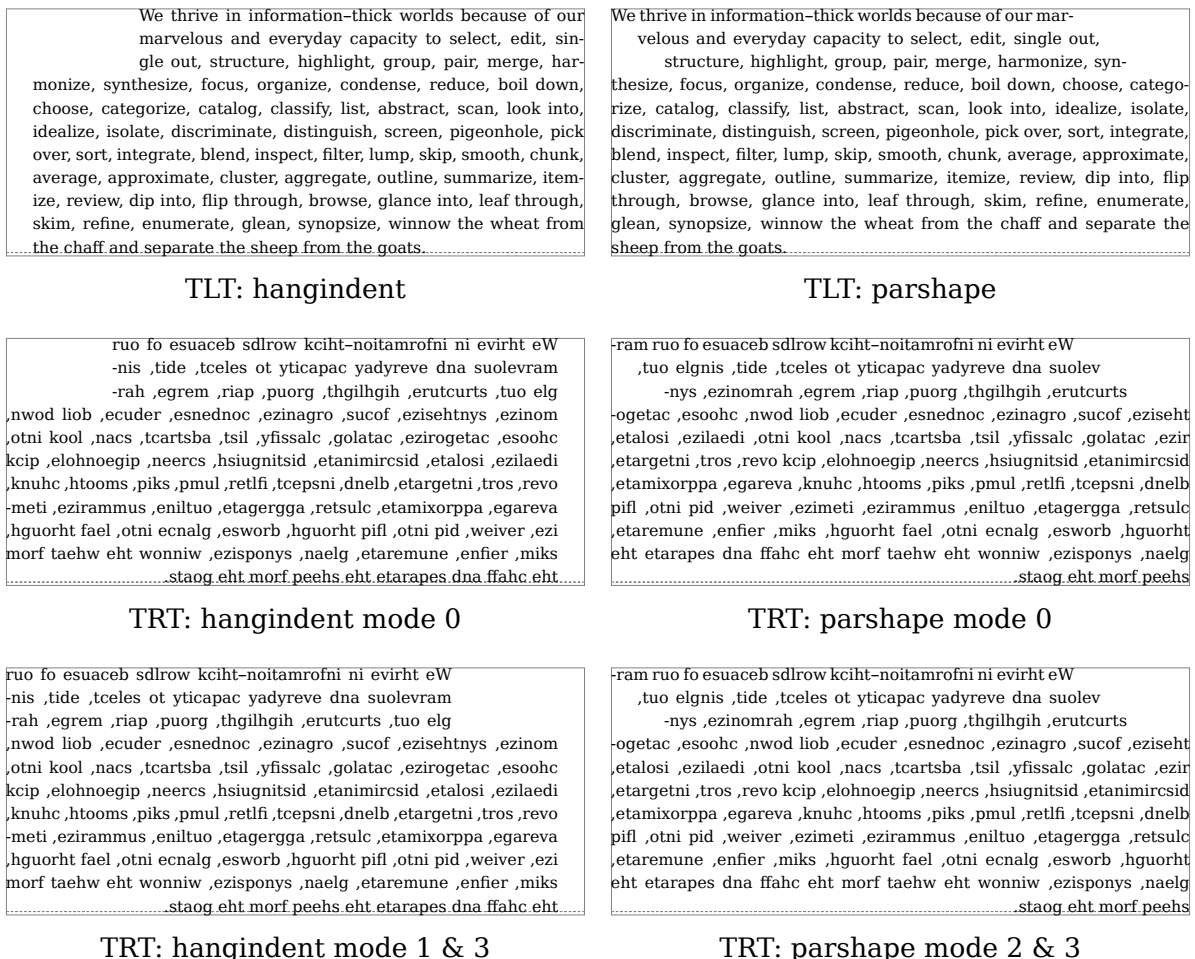 We thrive in information–thick worlds because of our
marvelous and everyday capacity to select, edit, sin-
gle out, structure, highlight, group, pair, merge, har-
monize, synthesize, focus, organize, condense, reduce, boil down,
choose, categorize, catalog, classify, list, abstract, scan, look into,
idealize, isolate, discriminate, distinguish, screen, pigeonhole, pick
over, sort, integrate, blend, inspect, filter, lump, skip, smooth, chunk,
average, approximate, cluster, aggregate, outline, summarize, item-
ize, review, dip into, flip through, browse, glance into, leaf through,
skim, refine, enumerate, glean, synopsize, winnow the wheat from
the chaff and separate the sheep from the goats.
TLT: hangindent
We thrive in information–thick worlds because of our mar-
velous and everyday capacity to select, edit, single out,
structure, highlight, group, pair, merge, harmonize, syn-
thesize, focus, organize, condense, reduce, boil down, choose, catego-
rize, catalog, classify, list, abstract, scan, look into, idealize, isolate,
discriminate, distinguish, screen, pigeonhole, pick over, sort, integrate,
blend, inspect, filter, lump, skip, smooth, chunk, average, approximate,
cluster, aggregate, outline, summarize, itemize, review, dip into, flip
through, browse, glance into, leaf through, skim, refine, enumerate,
glean, synopsize, winnow the wheat from the chaff and separate the
sheep from the goats.
TLT: parshape
ruo fo esuaceb sdlrow kciht–noitamrofni ni evirht eW
-nis ,tide ,tceles ot yticapac yadyreve dna suolevram
-rah ,egrem ,riap ,puorg ,thgilhgih ,erutcurts ,tuo elg
,nwod liob ,ecuder ,esnednoc ,ezinagro ,sucof ,ezisehtnys ,ezinom
,otni kool ,nacs ,tcartsba ,tsil ,yfissalc ,golatac ,ezirogetac ,esoohc
kcip ,elohnoegip ,neercs ,hsiugnitsid ,etanimircsid ,etalosi ,ezilaedi
,knuhc ,htooms ,piks ,pmul ,retlfi ,tcepsni ,dnelb ,etargetni ,tros ,revo
-meti ,ezirammus ,eniltuo ,etagergga ,retsulc ,etamixorppa ,egareva
,hguorht fael ,otni ecnalg ,esworb ,hguorht pifl ,otni pid ,weiver ,ezi
morf taehw eht wonniw ,ezisponys ,naelg ,etaremune ,enfier ,miks
.staog eht morf peehs eht etarapes dna ffahc eht
TRT: hangindent mode 0
-ram ruo fo esuaceb sdlrow kciht–noitamrofni ni evirht eW
,tuo elgnis ,tide ,tceles ot yticapac yadyreve dna suolev
-nys ,ezinomrah ,egrem ,riap ,puorg ,thgilhgih ,erutcurts
-ogetac ,esoohc ,nwod liob ,ecuder ,esnednoc ,ezinagro ,sucof ,eziseht
,etalosi ,ezilaedi ,otni kool ,nacs ,tcartsba ,tsil ,yfissalc ,golatac ,ezir
,etargetni ,tros ,revo kcip ,elohnoegip ,neercs ,hsiugnitsid ,etanimircsid
,etamixorppa ,egareva ,knuhc ,htooms ,piks ,pmul ,retlfi ,tcepsni ,dnelb
pifl ,otni pid ,weiver ,ezimeti ,ezirammus ,eniltuo ,etagergga ,retsulc
,etaremune ,enfier ,miks ,hguorht fael ,otni ecnalg ,esworb ,hguorht
eht etarapes dna ffahc eht morf taehw eht wonniw ,ezisponys ,naelg
.staog eht morf peehs
TRT: parshape mode 0
ruo fo esuaceb sdlrow kciht–noitamrofni ni evirht eW
-nis ,tide ,tceles ot yticapac yadyreve dna suolevram
-rah ,egrem ,riap ,puorg ,thgilhgih ,erutcurts ,tuo elg
,nwod liob ,ecuder ,esnednoc ,ezinagro ,sucof ,ezisehtnys ,ezinom
,otni kool ,nacs ,tcartsba ,tsil ,yfissalc ,golatac ,ezirogetac ,esoohc
kcip ,elohnoegip ,neercs ,hsiugnitsid ,etanimircsid ,etalosi ,ezilaedi
,knuhc ,htooms ,piks ,pmul ,retlfi ,tcepsni ,dnelb ,etargetni ,tros ,revo
-meti ,ezirammus ,eniltuo ,etagergga ,retsulc ,etamixorppa ,egareva
,hguorht fael ,otni ecnalg ,esworb ,hguorht pifl ,otni pid ,weiver ,ezi
morf taehw eht wonniw ,ezisponys ,naelg ,etaremune ,enfier ,miks
.staog eht morf peehs eht etarapes dna ffahc eht
TRT: hangindent mode 1 & 3
-ram ruo fo esuaceb sdlrow kciht–noitamrofni ni evirht eW
,tuo elgnis ,tide ,tceles ot yticapac yadyreve dna suolev
-nys ,ezinomrah ,egrem ,riap ,puorg ,thgilhgih ,erutcurts
-ogetac ,esoohc ,nwod liob ,ecuder ,esnednoc ,ezinagro ,sucof ,eziseht
,etalosi ,ezilaedi ,otni kool ,nacs ,tcartsba ,tsil ,yfissalc ,golatac ,ezir
,etargetni ,tros ,revo kcip ,elohnoegip ,neercs ,hsiugnitsid ,etanimircsid
,etamixorppa ,egareva ,knuhc ,htooms ,piks ,pmul ,retlfi ,tcepsni ,dnelb
pifl ,otni pid ,weiver ,ezimeti ,ezirammus ,eniltuo ,etagergga ,retsulc
,etaremune ,enfier ,miks ,hguorht fael ,otni ecnalg ,esworb ,hguorht
eht etarapes dna ffahc eht morf taehw eht wonniw ,ezisponys ,naelg
.staog eht morf peehs
TRT: parshape mode 2 & 3